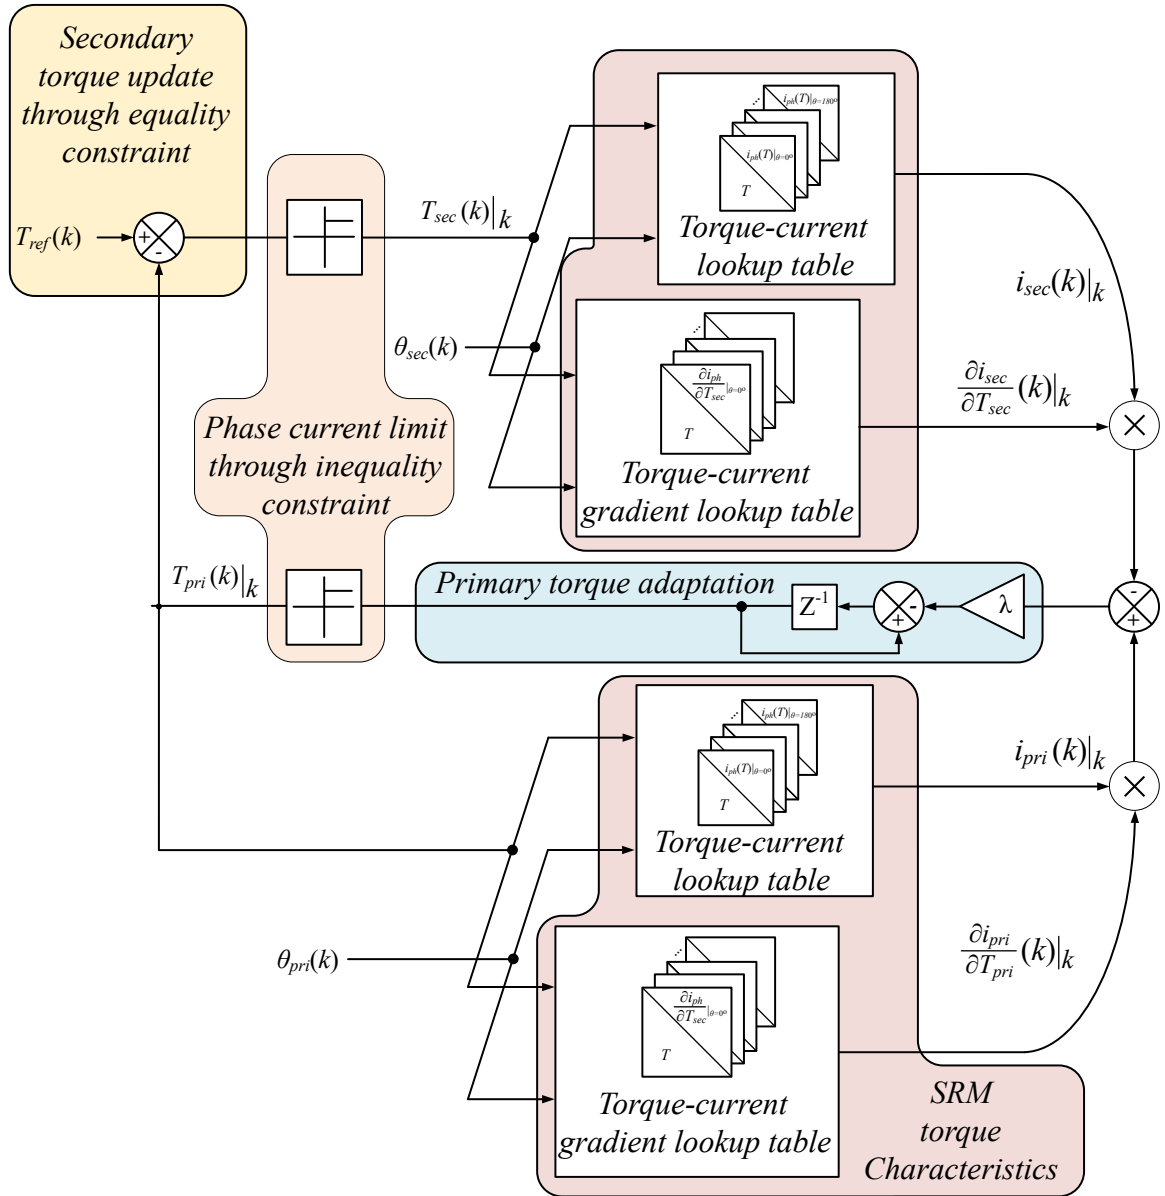 Secondary
torque update
through equality
constraint
T_ref(k)
+
-
T_sec(k)|_k
i_ph(T)|_θ=180°
i_ph(T)|_θ=0°
T
Torque-current
lookup table
i_sec(k)|_k
θ_sec(k)
∂i_ph/∂T_sec|_θ=0°
T
Torque-current
gradient lookup table
∂i_sec/∂T_sec(k)|_k
×
Phase current limit
through inequality
constraint
T_pri(k)|_k
Primary torque adaptation
Z^-1
-
+
λ
-
+
i_ph(T)|_θ=180°
i_ph(T)|_θ=0°
T
Torque-current
lookup table
i_pri(k)|_k
×
θ_pri(k)
∂i_ph/∂T_sec|_θ=0°
T
Torque-current
gradient lookup table
∂i_pri/∂T_pri(k)|_k
SRM
torque
Characteristics